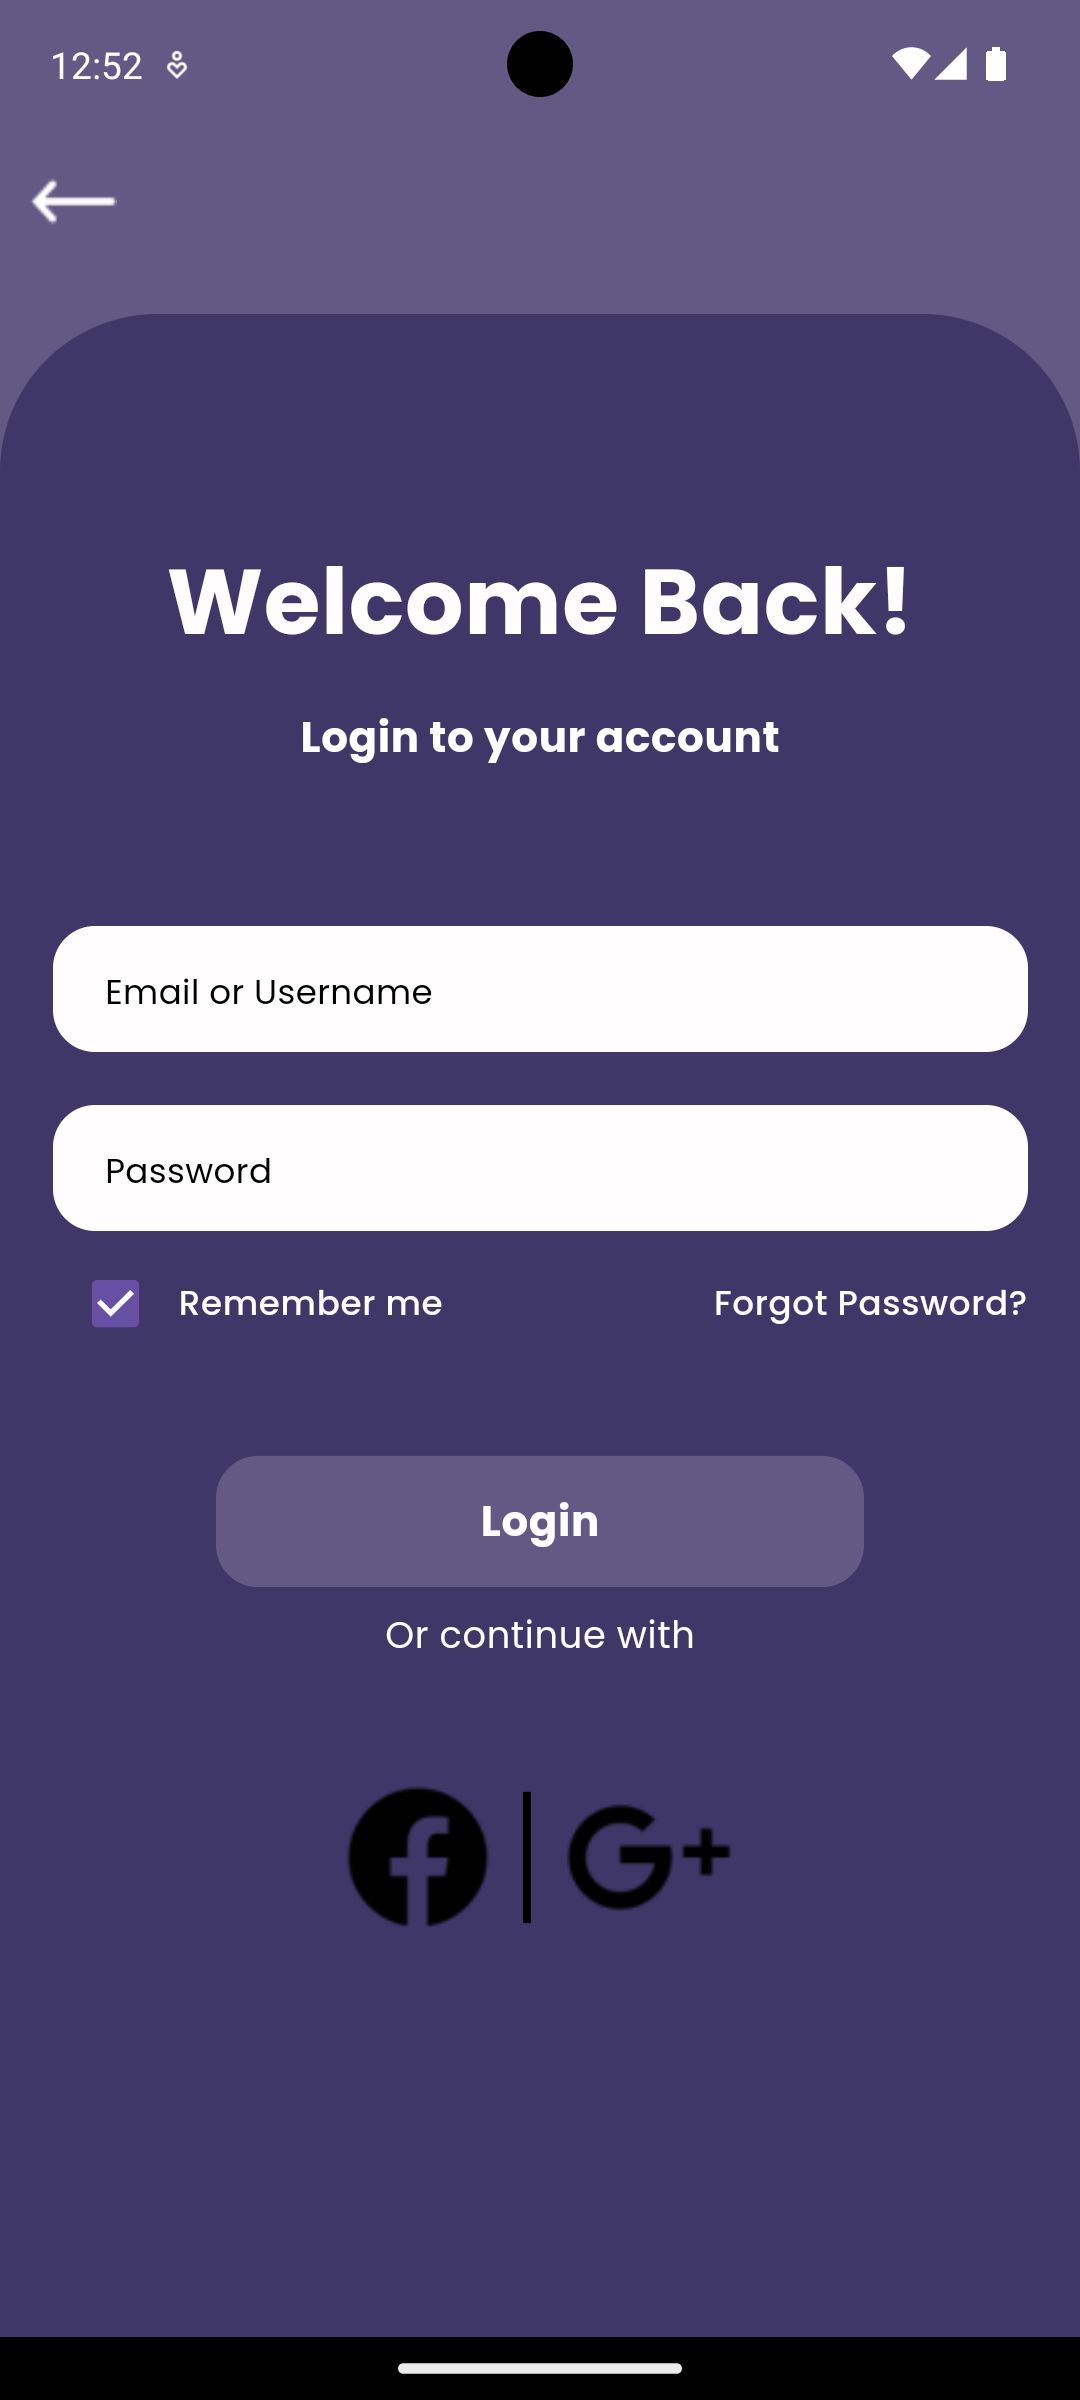 12:52
Welcome Back!
Login to your account
Email or Username
Password
Remember me
Forgot Password?
Login
Or continue with
G+